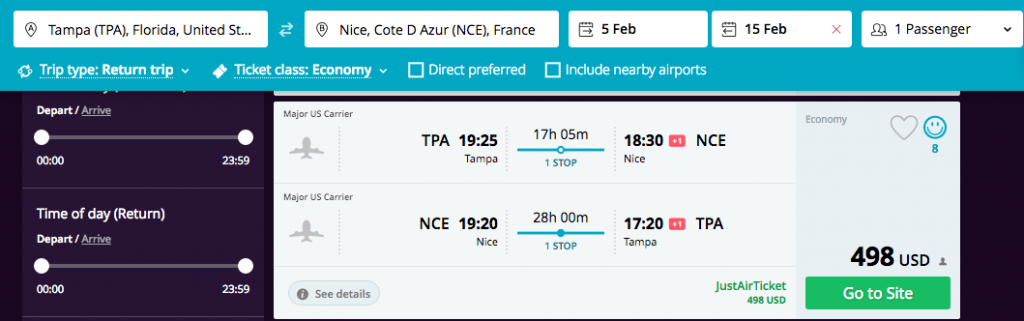 A Tampa (TPA), Florida, United St...
B Nice, Cote D Azur (NCE), France
5 Feb
15 Feb
1 Passenger
Trip type: Return trip
Ticket class: Economy
Direct preferred
Include nearby airports
Depart / Arrive
00:00 23:59
Time of day (Return)
Depart / Arrive
00:00 23:59
Major US Carrier
TPA 19:25
Tampa
17h 05m
1 STOP
18:30 +1 NCE
Nice
Major US Carrier
NCE 19:20
Nice
28h 00m
1 STOP
17:20 +1 TPA
Tampa
See details
JustAirTicket
498 USD
Economy
8
498 USD
Go to Site